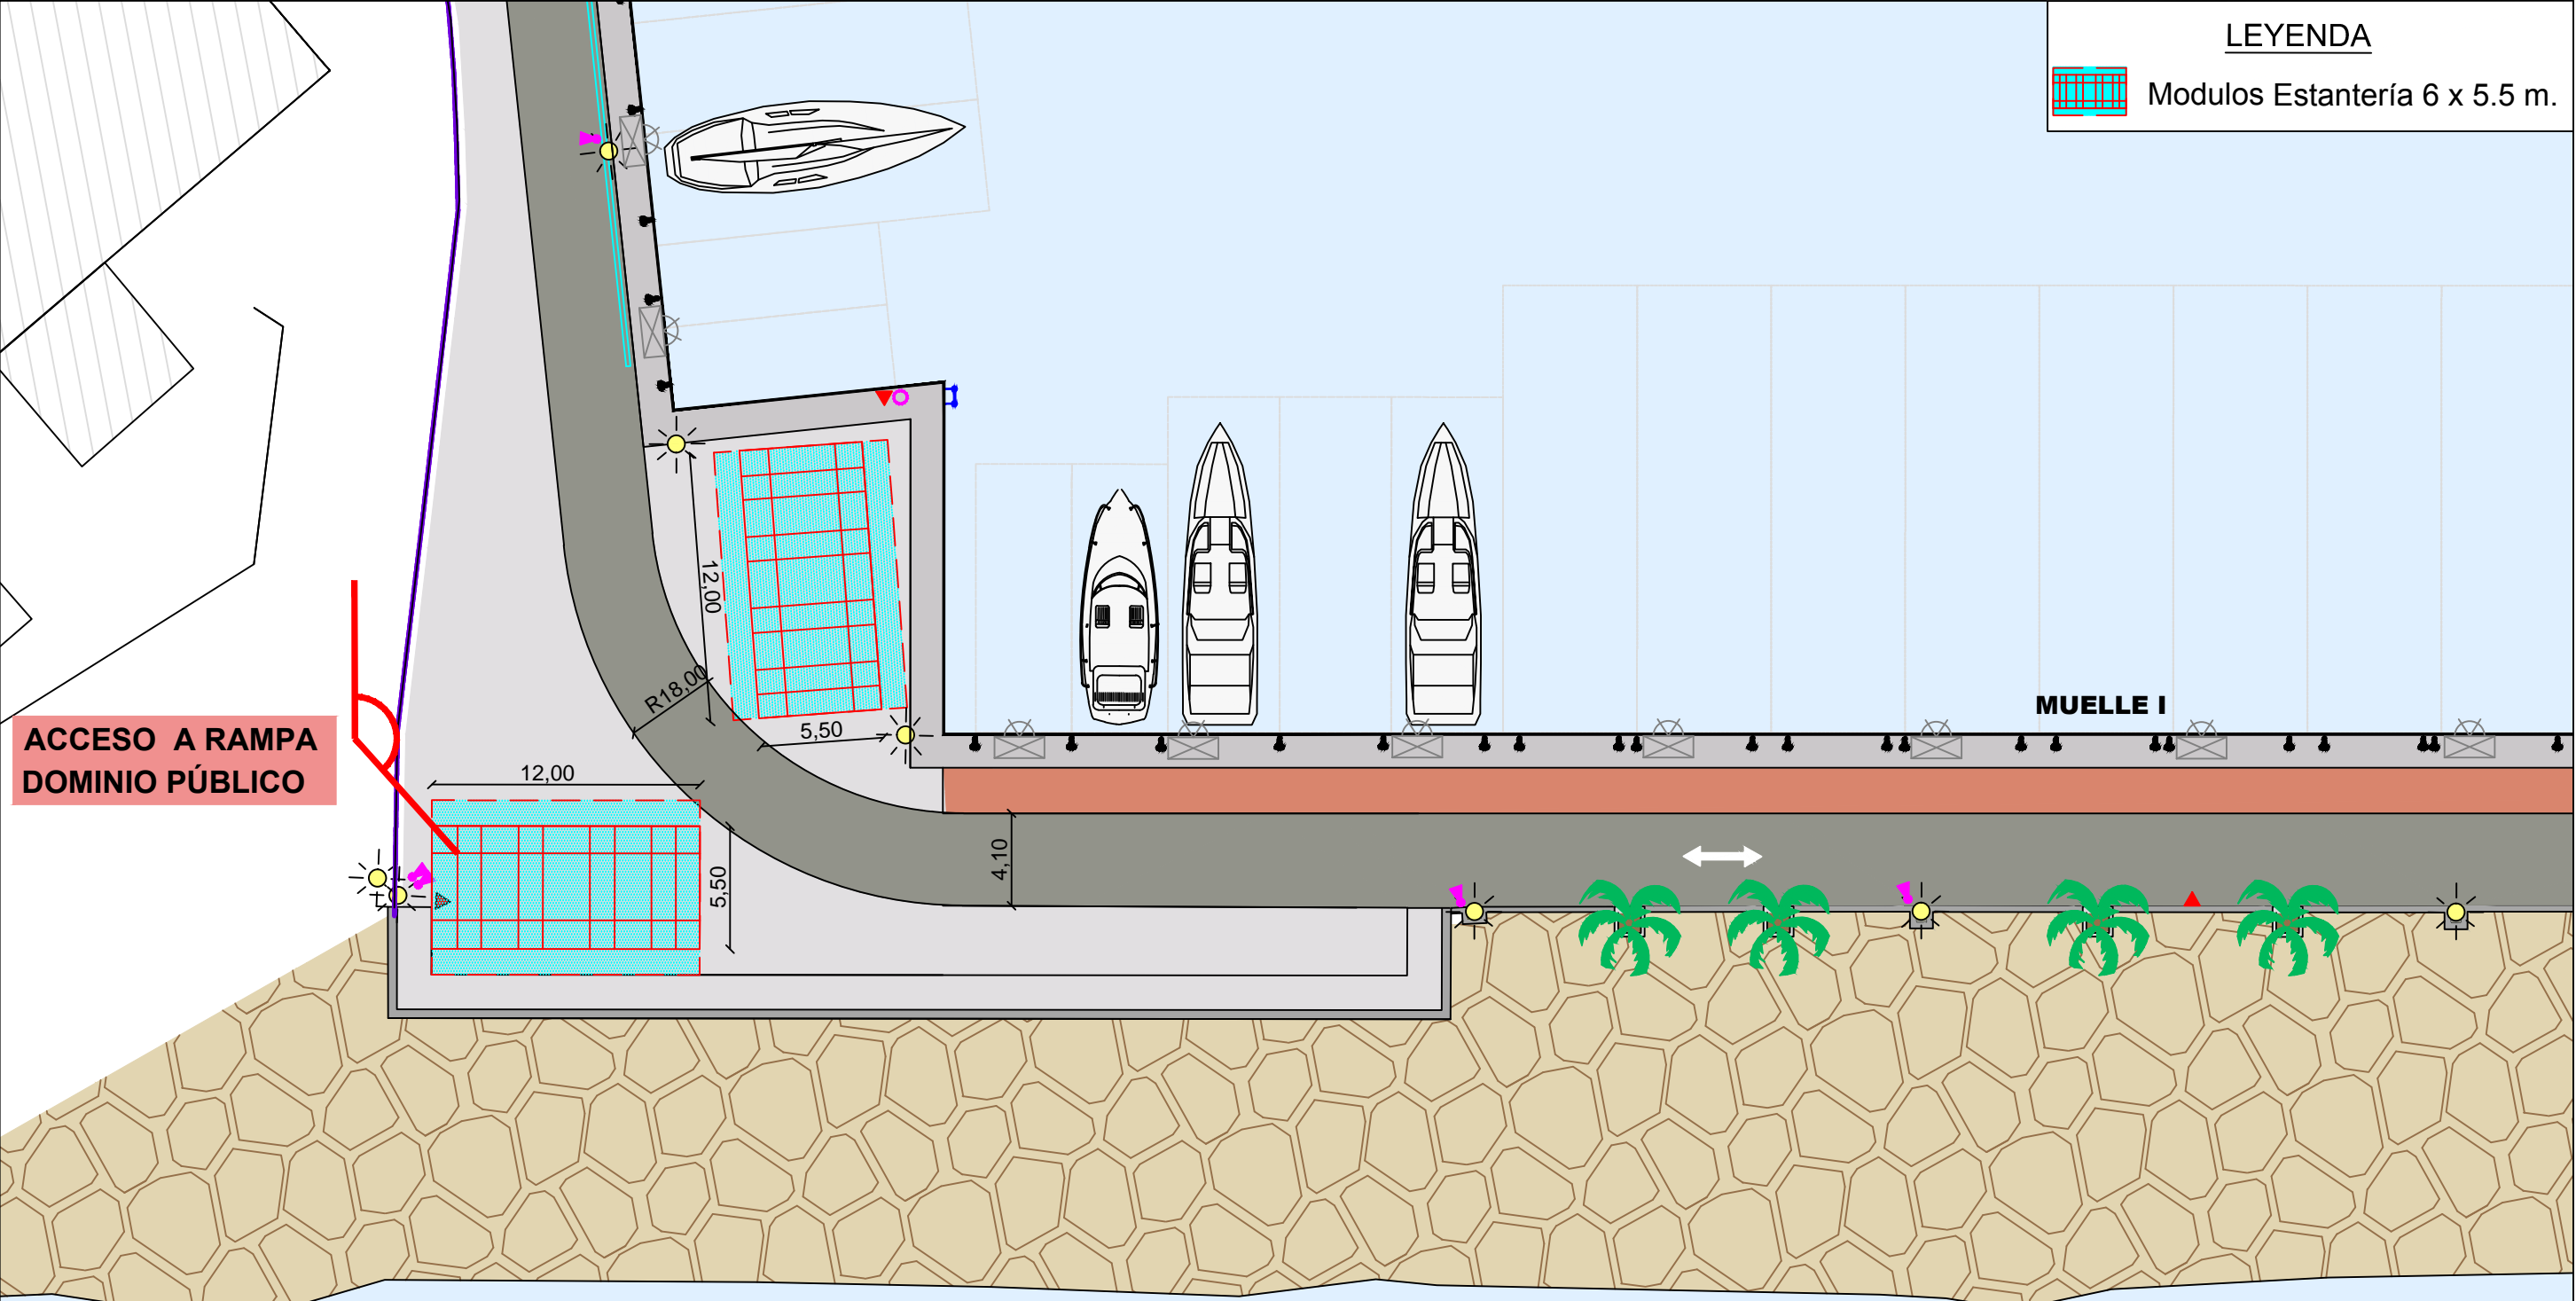 LEYENDA
Modulos Estantería 6 x 5.5 m.
12,00
R18,00
5,50
MUELLE I
ACCESO A RAMPA
DOMINIO PÚBLICO
12,00
5,50
4,10